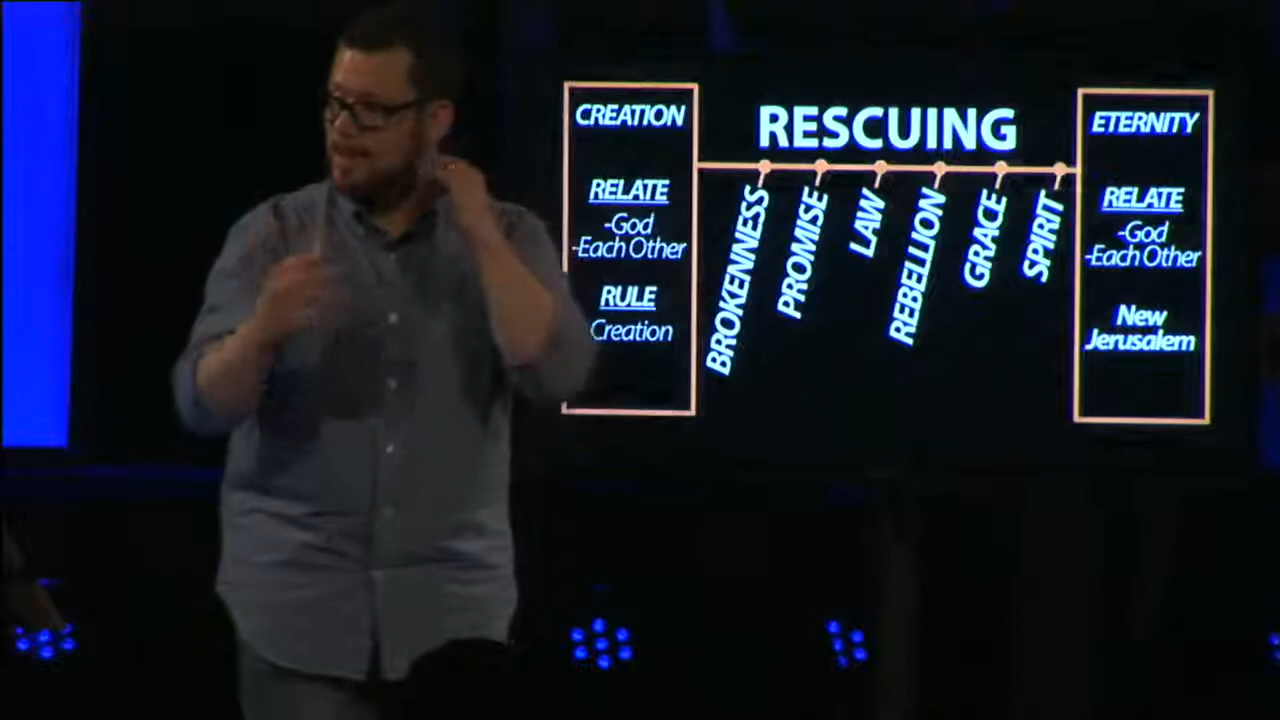 CREATION
RELATE
-God
-Each Other
RULE
Creation
RESCUING
BROKENNESS
PROMISE
LAW
REBELLION
GRACE
SPIRIT
ETERNITY
RELATE
-God
-Each Other
New
Jerusalem